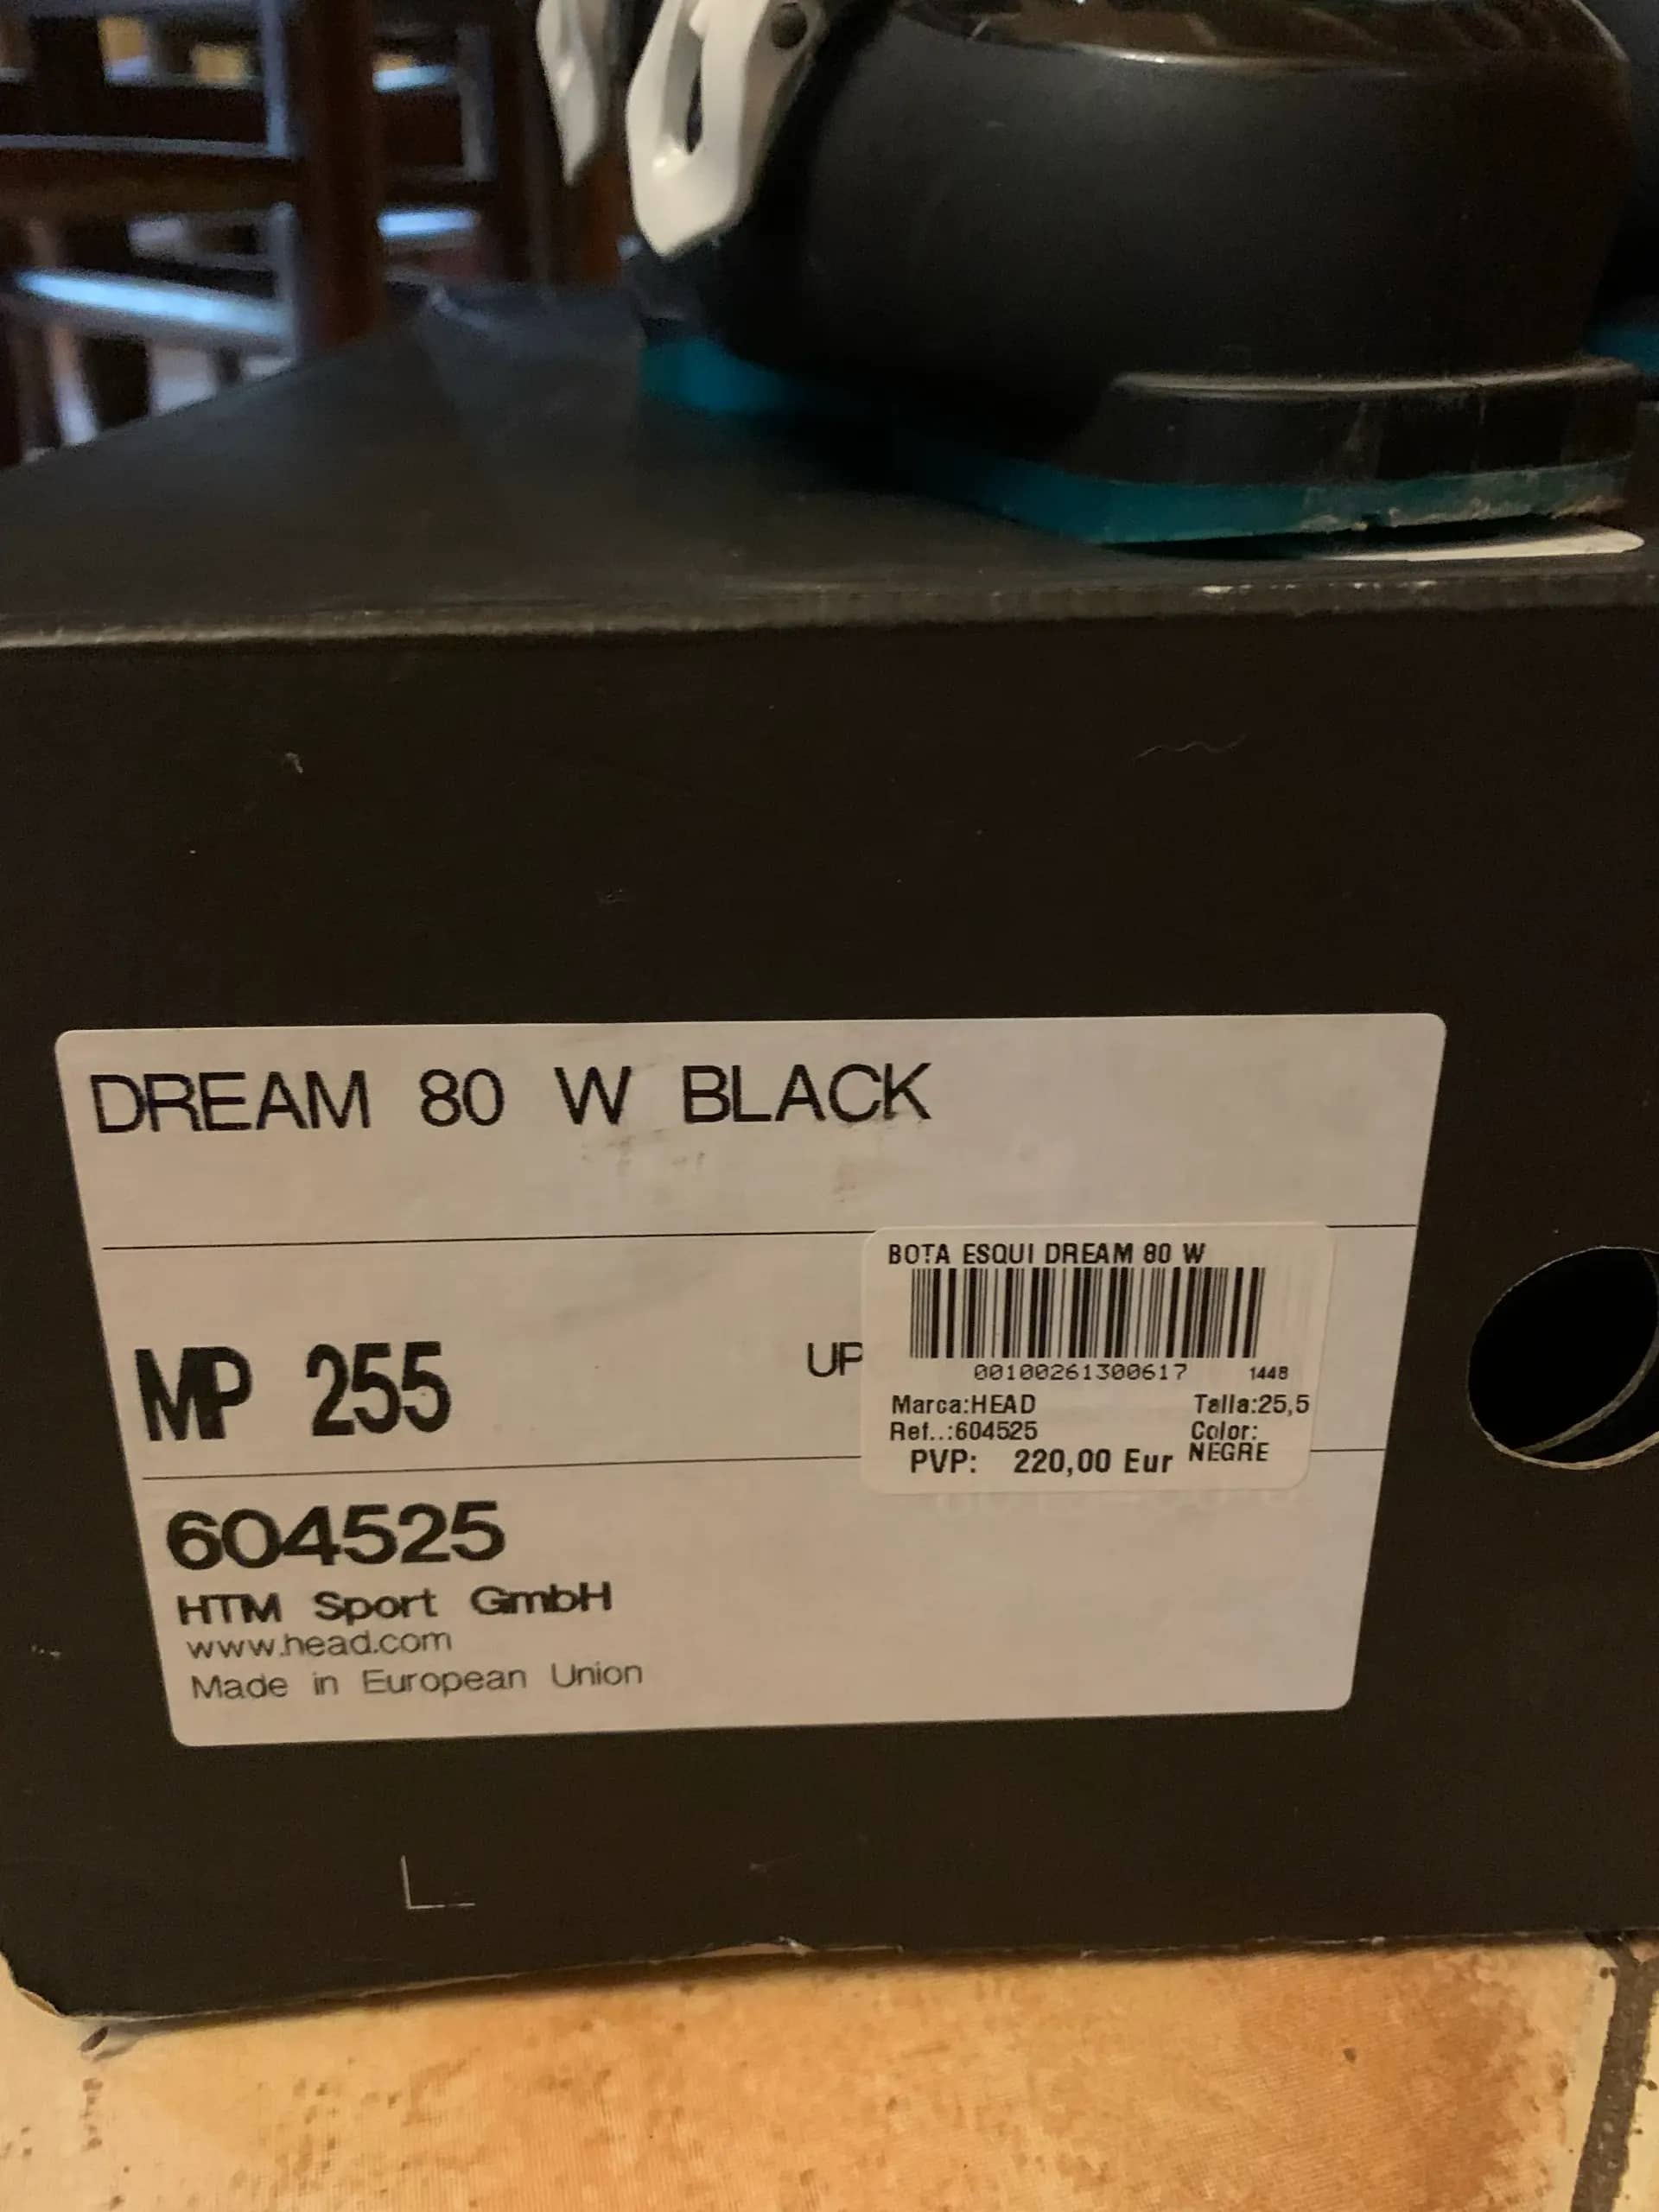 DREAM 80 W BLACK
MP 255
UP
BOTA ESQUI DREAM 80 W
00100261300617 1448
Marca:HEAD Talla:25,5
Ref..:604525 Color:
PVP: 220,00 Eur NEGRE
604525
HTM Sport GmbH
www.head.com
Made in European Union